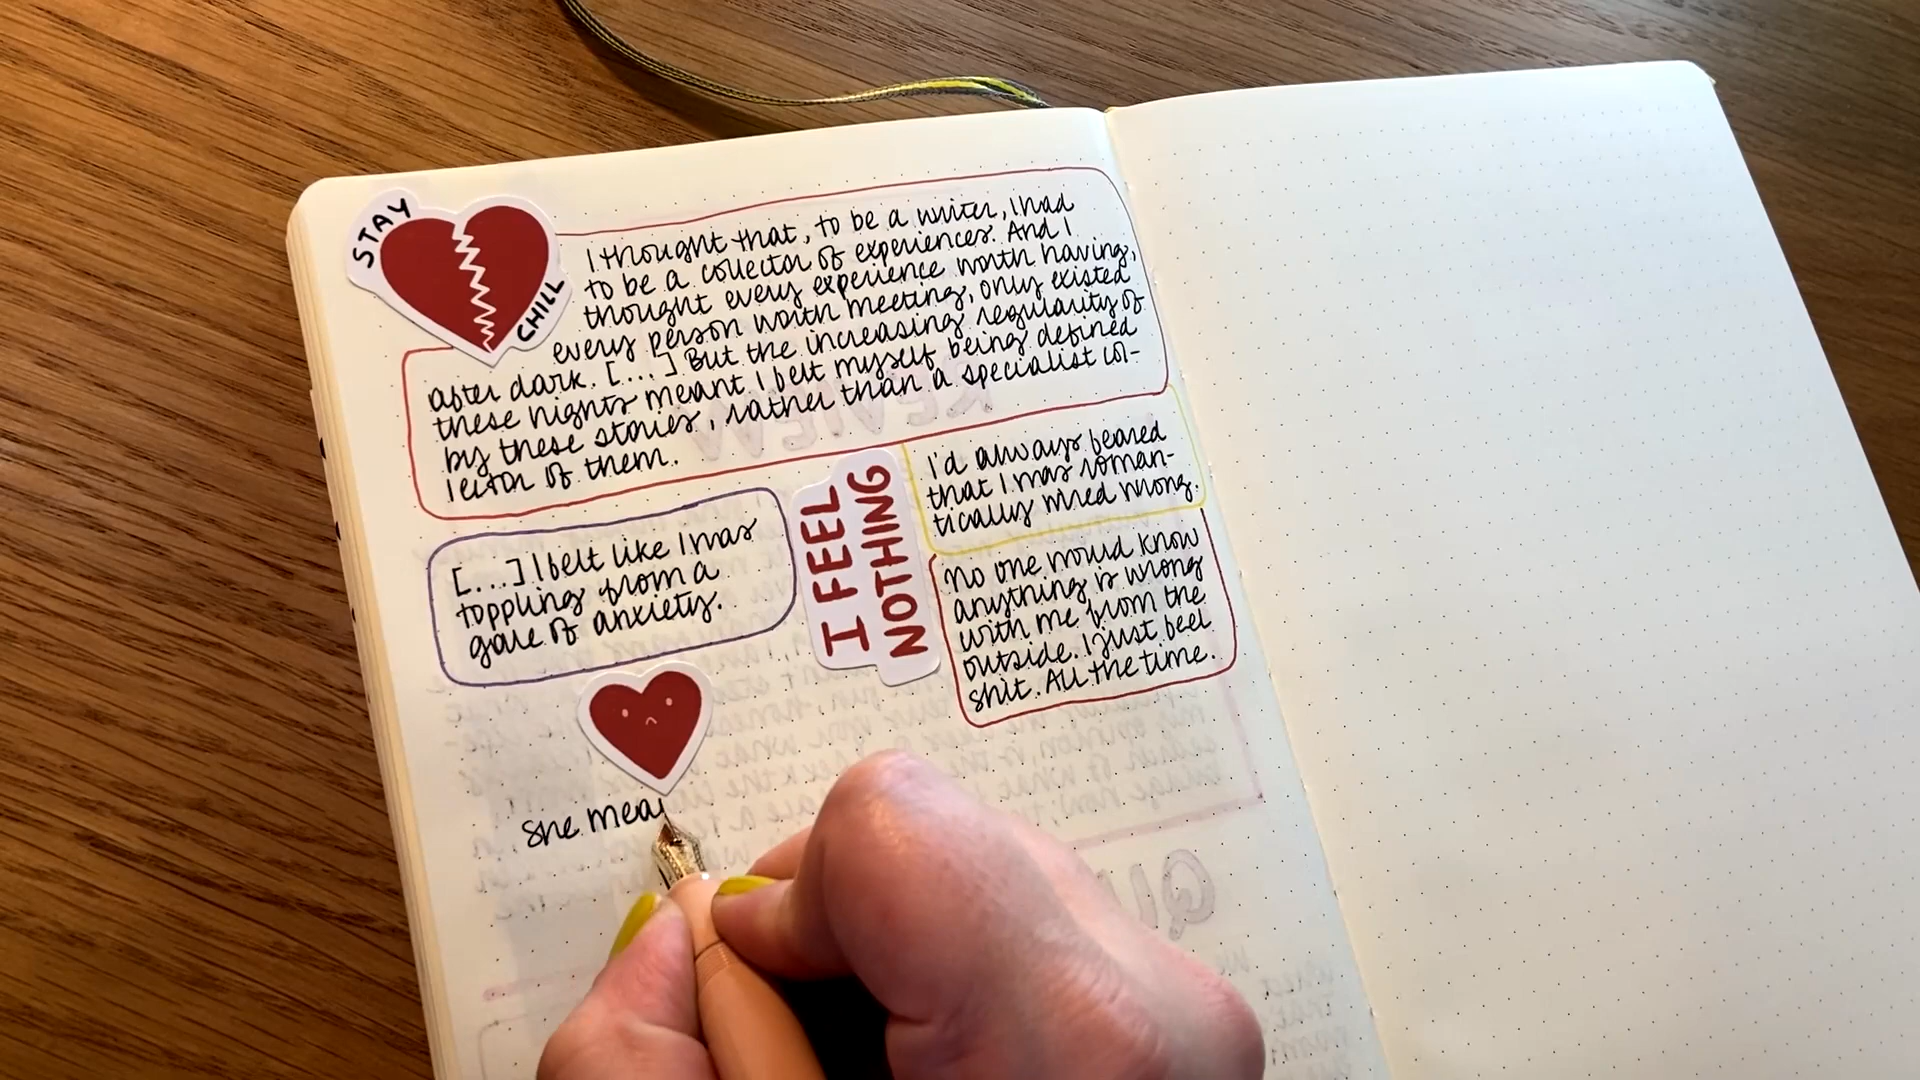 STAY
CHILL
I thought that, to be a writer, I had
to be a collector of experiences. And I
thought every experience worth having,
every person worth meeting, only existed
after dark. [...] But the increasing regularity of
these nights meant I felt myself being defined
by these stories, rather than a specialist col-
lector of them.
[...] I felt like I was
toppling from a
gale of anxiety.
I FEEL
NOTHING
I'd always feared
that I was roman-
tically wired wrong.
No one would know
anything is wrong
with me from the
outside. I just feel
shit. All the time.
She mea
REVIEW